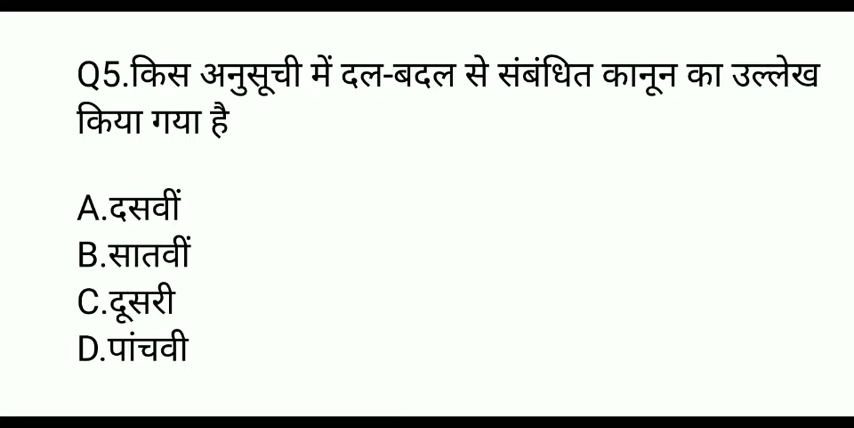 Q5.किस अनुसूची में दल-बदल से संबंधित कानून का उल्लेख
किया गया है
A.दसवीं
B.सातवीं
C.दूसरी
D.पांचवी